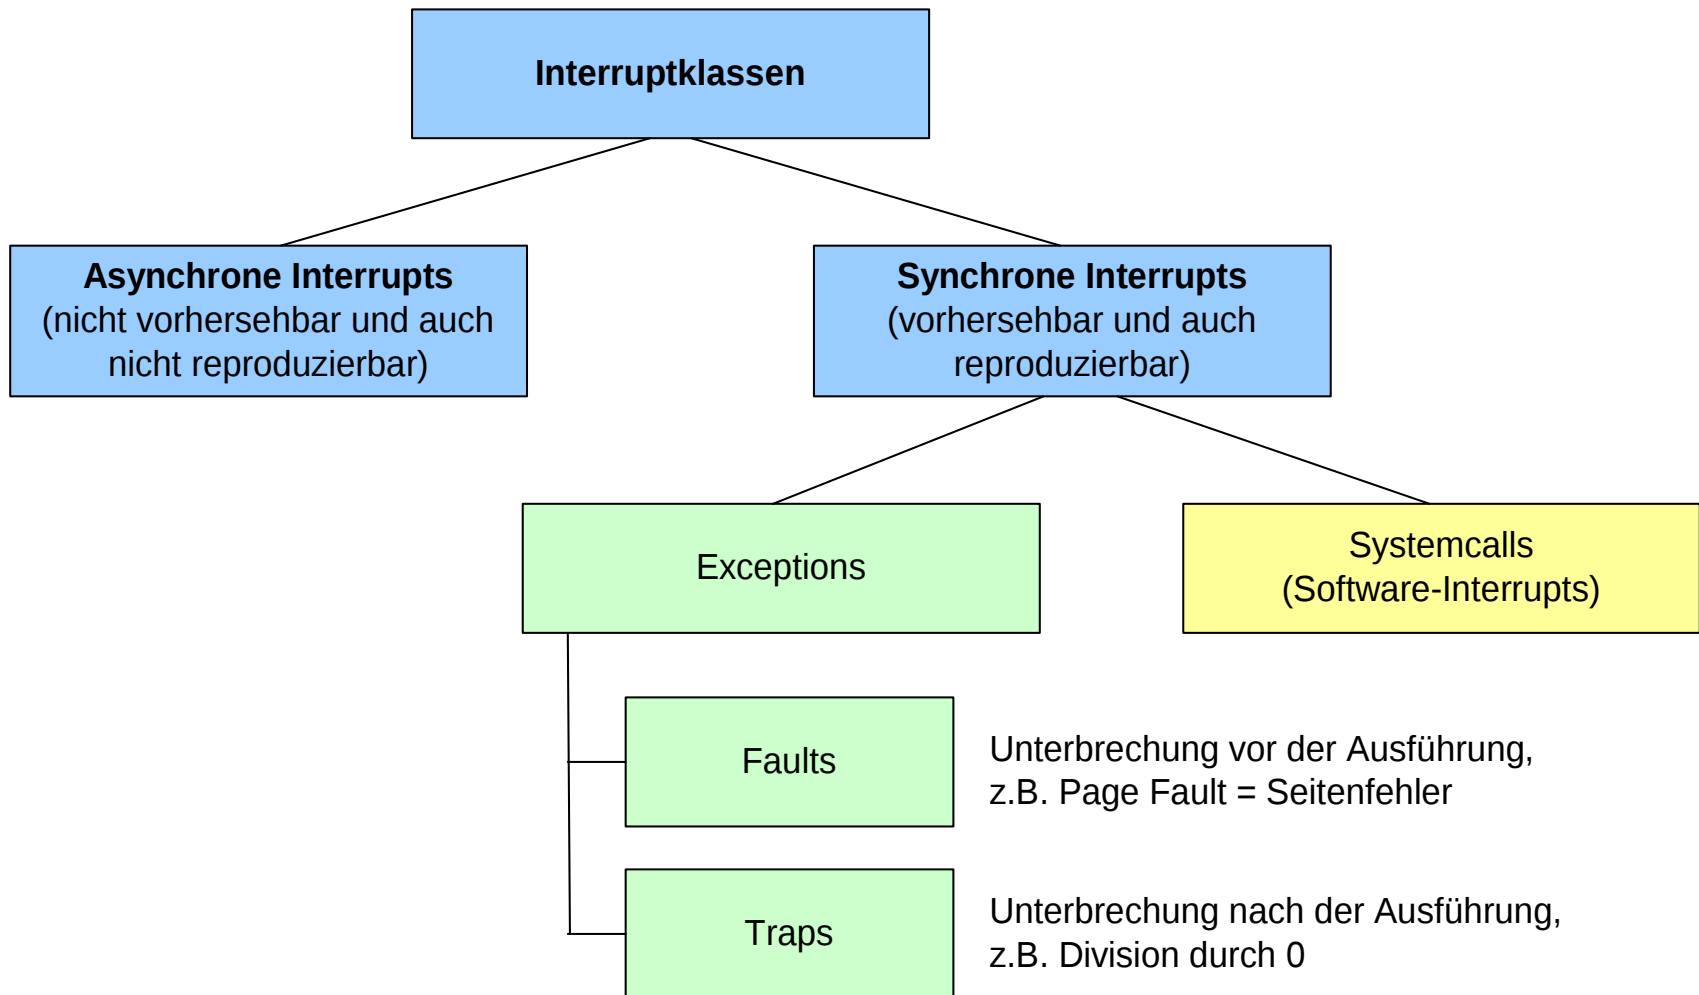 Interruptklassen
Asynchrone Interrupts
(nicht vorhersehbar und auch
nicht reproduzierbar)
Synchrone Interrupts
(vorhersehbar und auch
reproduzierbar)
Exceptions
Systemcalls
(Software-Interrupts)
Faults
Unterbrechung vor der Ausführung,
z.B. Page Fault = Seitenfehler
Traps
Unterbrechung nach der Ausführung,
z.B. Division durch 0